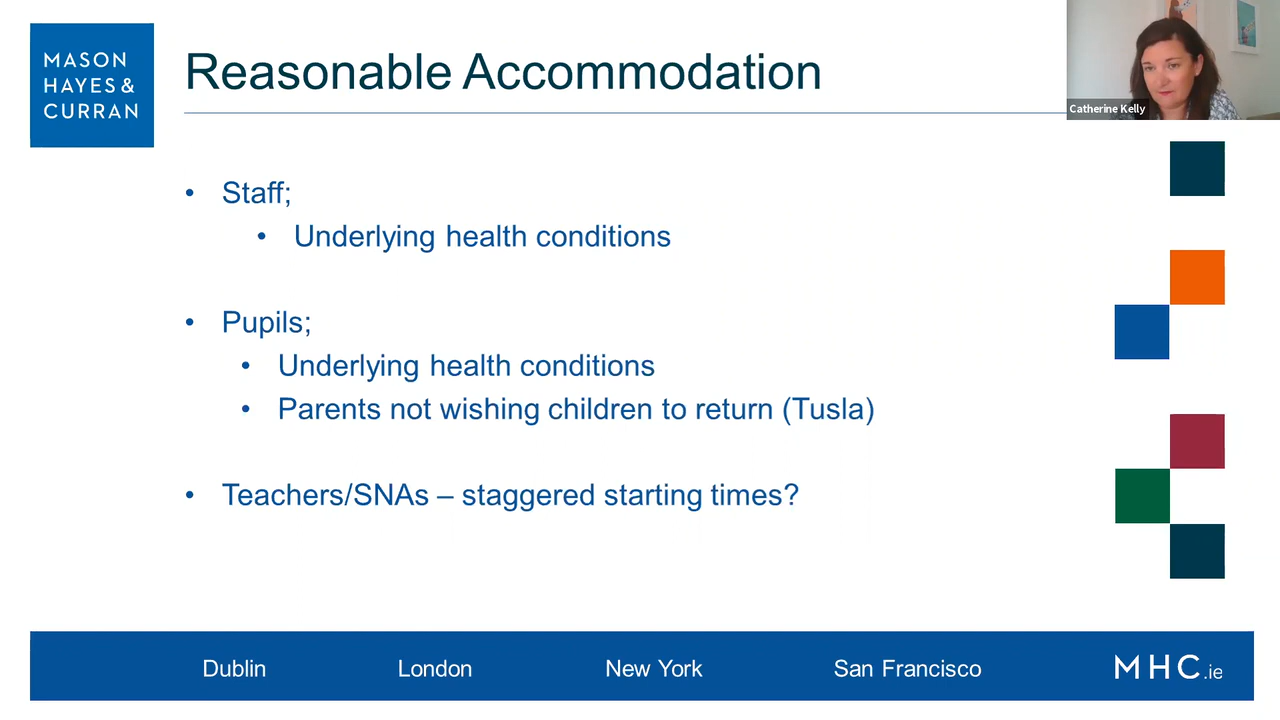 MASON
HAYES &
CURRAN
Reasonable Accommodation
Catherine Kelly
• Staff;
• Underlying health conditions
• Pupils;
• Underlying health conditions
• Parents not wishing children to return (Tusla)
• Teachers/SNAs – staggered starting times?
Dublin London New York San Francisco MHC.ie